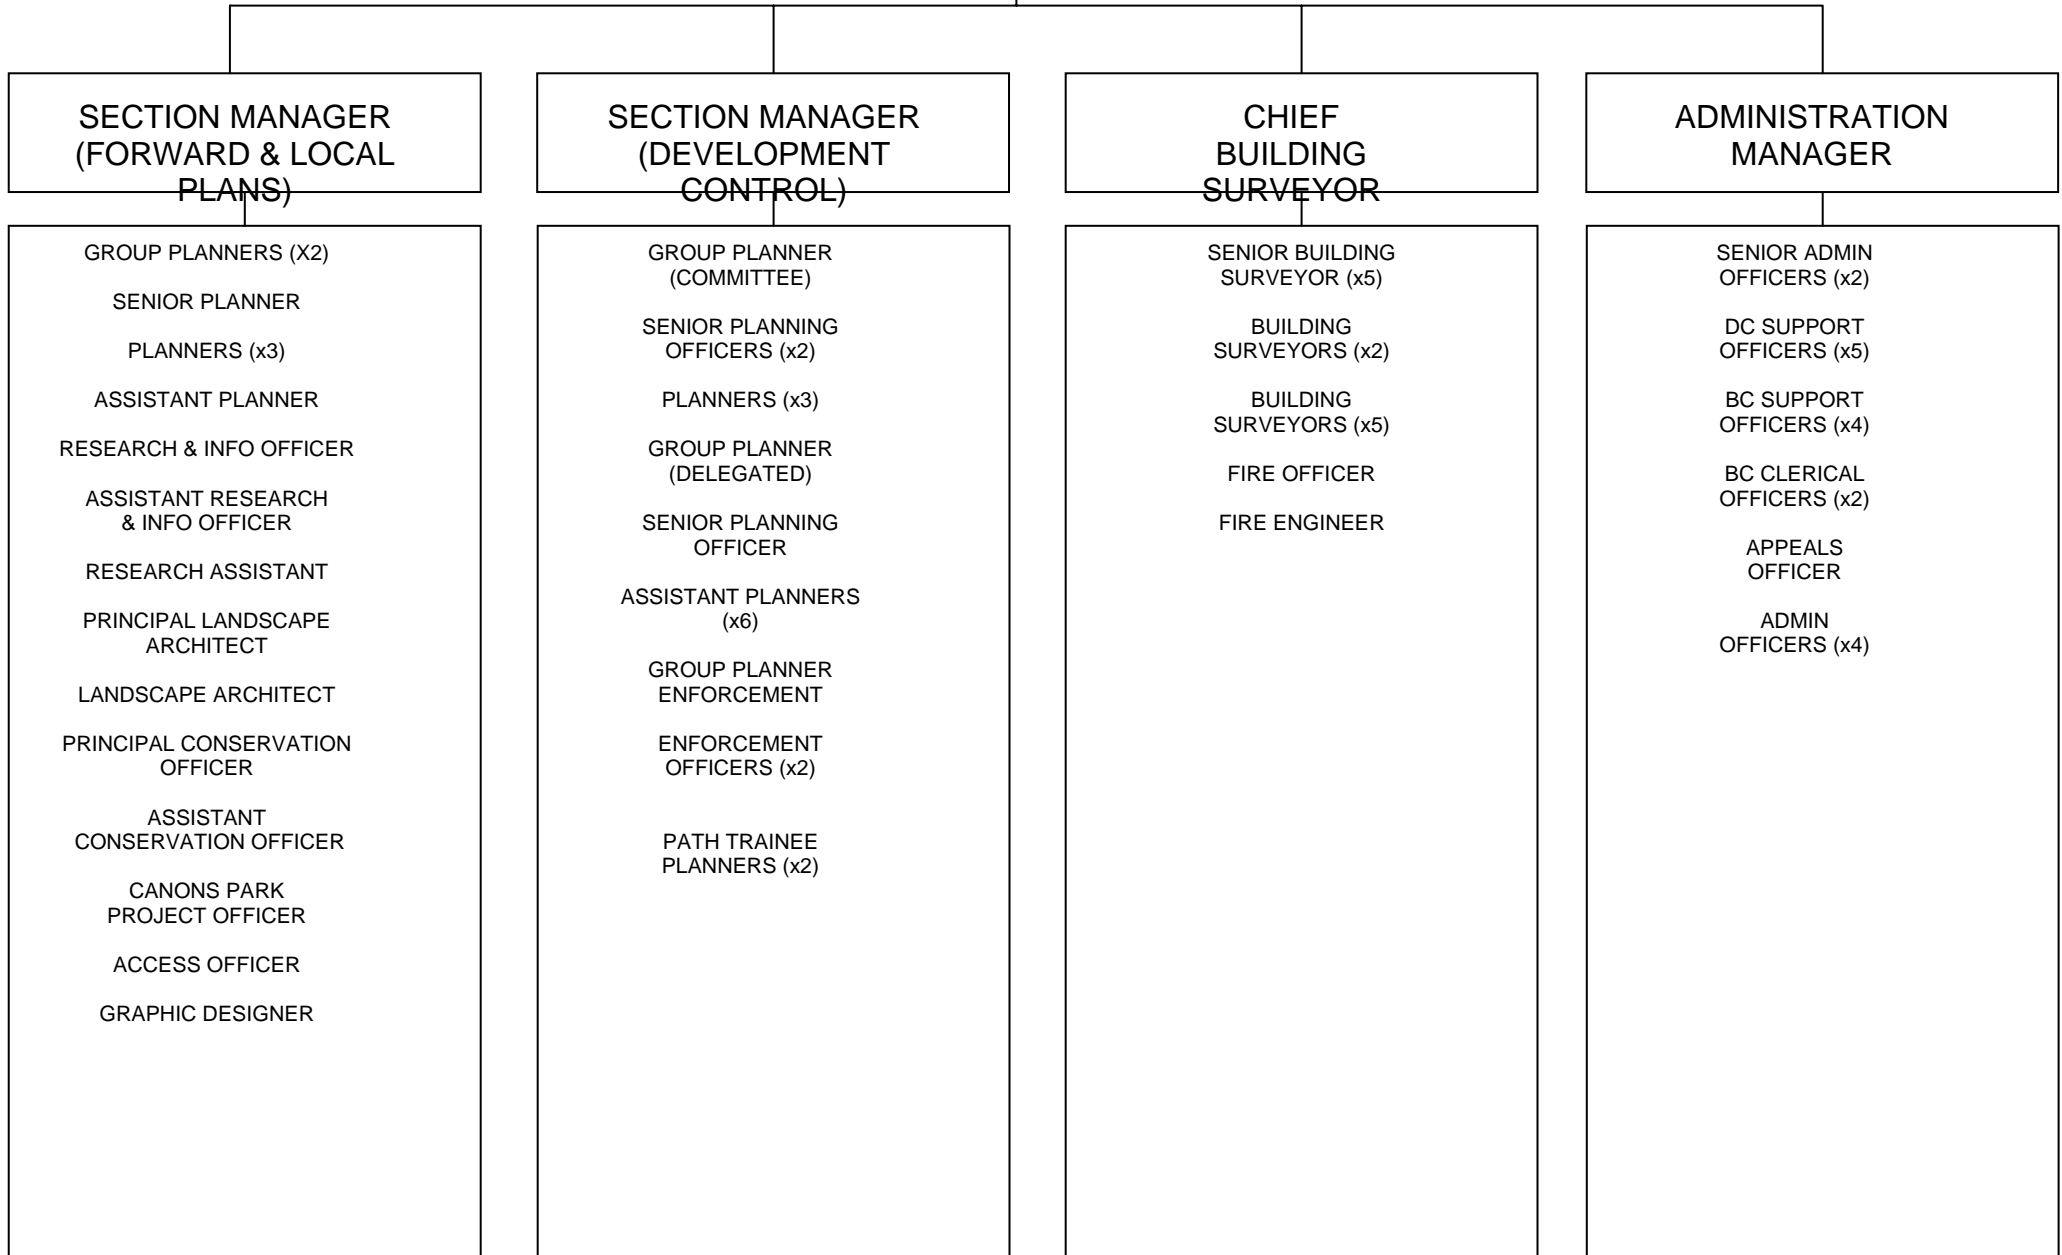 SECTION MANAGER
(FORWARD & LOCAL
PLANS)
GROUP PLANNERS (X2)
SENIOR PLANNER
PLANNERS (x3)
ASSISTANT PLANNER
RESEARCH & INFO OFFICER
ASSISTANT RESEARCH
& INFO OFFICER
RESEARCH ASSISTANT
PRINCIPAL LANDSCAPE
ARCHITECT
LANDSCAPE ARCHITECT
PRINCIPAL CONSERVATION
OFFICER
ASSISTANT
CONSERVATION OFFICER
CANONS PARK
PROJECT OFFICER
ACCESS OFFICER
GRAPHIC DESIGNER
SECTION MANAGER
(DEVELOPMENT
CONTROL)
GROUP PLANNER
(COMMITTEE)
SENIOR PLANNING
OFFICERS (x2)
PLANNERS (x3)
GROUP PLANNER
(DELEGATED)
SENIOR PLANNING
OFFICER
ASSISTANT PLANNERS
(x6)
GROUP PLANNER
ENFORCEMENT
ENFORCEMENT
OFFICERS (x2)
PATH TRAINEE
PLANNERS (x2)
CHIEF
BUILDING
SURVEYOR
SENIOR BUILDING
SURVEYOR (x5)
BUILDING
SURVEYORS (x2)
BUILDING
SURVEYORS (x5)
FIRE OFFICER
FIRE ENGINEER
ADMINISTRATION
MANAGER
SENIOR ADMIN
OFFICERS (x2)
DC SUPPORT
OFFICERS (x5)
BC SUPPORT
OFFICERS (x4)
BC CLERICAL
OFFICERS (x2)
APPEALS
OFFICER
ADMIN
OFFICERS (x4)